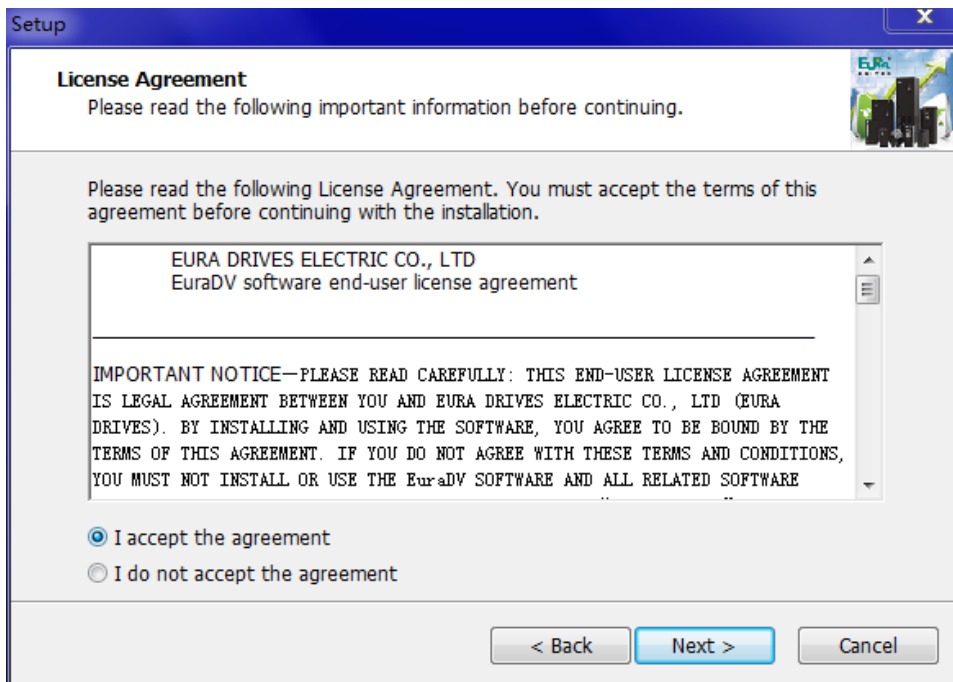 Setup
X
License Agreement
Please read the following important information before continuing.
EURA
DRIVES
Please read the following License Agreement. You must accept the terms of this
agreement before continuing with the installation.
EURA DRIVES ELECTRIC CO., LTD
EuraDV software end-user license agreement
IMPORTANT NOTICE—PLEASE READ CAREFULLY: THIS END-USER LICENSE AGREEMENT
IS LEGAL AGREEMENT BETWEEN YOU AND EURA DRIVES ELECTRIC CO., LTD (EURA
DRIVES). BY INSTALLING AND USING THE SOFTWARE, YOU AGREE TO BE BOUND BY THE
TERMS OF THIS AGREEMENT. IF YOU DO NOT AGREE WITH THESE TERMS AND CONDITIONS,
YOU MUST NOT INSTALL OR USE THE EuraDV SOFTWARE AND ALL RELATED SOFTWARE
I accept the agreement
I do not accept the agreement
< Back
Next >
Cancel